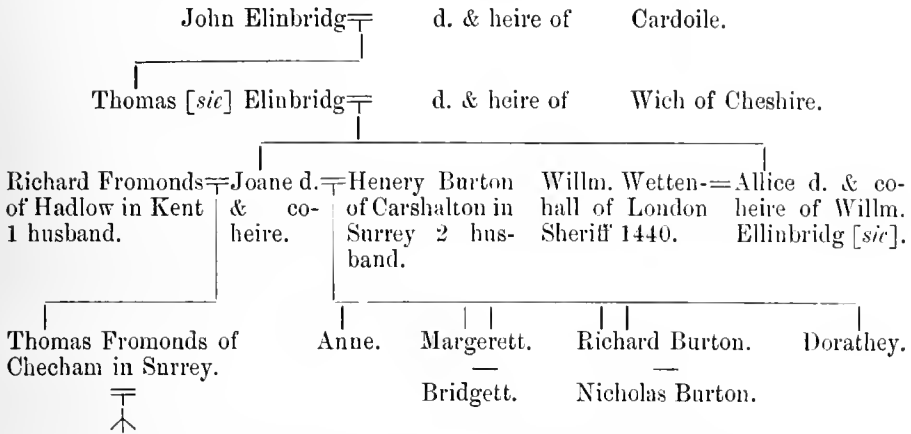 John Elinbridg d. & heire of Cardoile.
Thomas [sic] Elinbridg d. & heire of Wich of Cheshire.
Richard Fromonds Joane d. Henery Burton Willm. Wetten- Allice d. & co-
of Hadlow in Kent & co- of Carshalton in hall of London heire of Willm.
1 husband. heire. Surrey 2 hus- Sheriff 1440. Ellinbridg [sic].
band.
Thomas Fromonds of Anne. Margerett. Richard Burton. Dorathey.
Checham in Surrey.
Bridgett. Nicholas Burton.